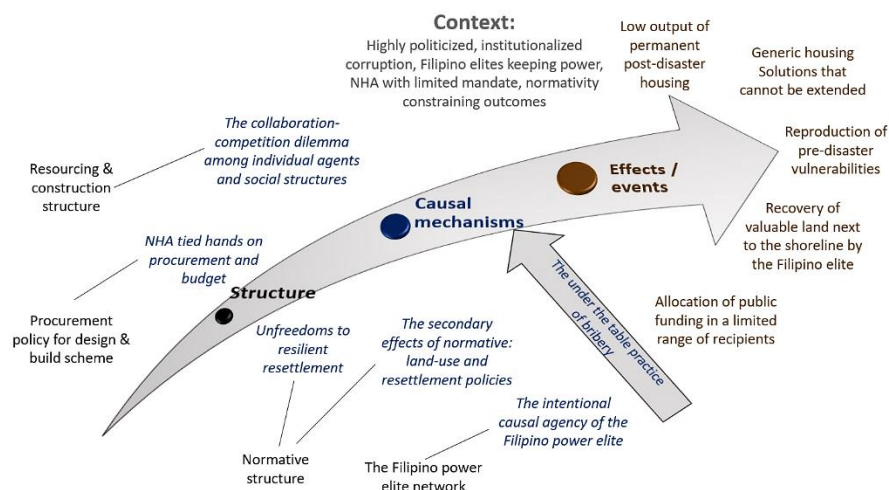 Context:
Highly politicized, institutionalized
corruption, Filipino elites keeping power,
NHA with limited mandate, normativity
constraining outcomes
Low output of
permanent
post-disaster
housing
Generic housing
Solutions that
cannot be extended
Reproduction of
pre-disaster
vulnerabilities
Recovery of
valuable land next
to the shoreline by
the Filipino elite
Allocation of public
funding in a limited
range of recipients
Effects /
events
Causal
mechanisms
Structure
The collaboration-
competition dilemma
among individual agents
and social structures
Resourcing &
construction
structure
NHA tied hands on
procurement and
budget
Procurement
policy for design &
build scheme
Unfreedoms to
resilient
resettlement
The secondary
effects of normative:
land-use and
resettlement policies
Normative
structure
The under the table practice
of bribery
The intentional
causal agency of the
Filipino power elite
The Filipino power
elite network